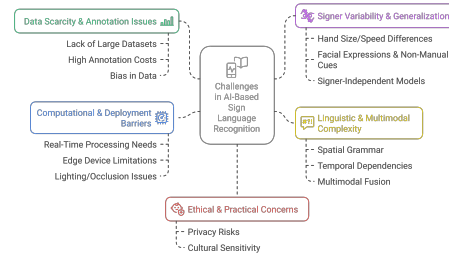 Data Scarcity & Annotation Issues
Lack of Large Datasets
High Annotation Costs
Bias in Data
Computational & Deployment
Barriers
Real-Time Processing Needs
Edge Device Limitations
Lighting/Occlusion Issues
Challenges
in AI-Based
Sign
Language
Recognition
Signer Variability & Generalization
Hand Size/Speed Differences
Facial Expressions & Non-Manual
Cues
Signer-Independent Models
#!
Linguistic & Multimodal
Complexity
Spatial Grammar
Temporal Dependencies
Multimodal Fusion
Ethical & Practical Concerns
Privacy Risks
Cultural Sensitivity